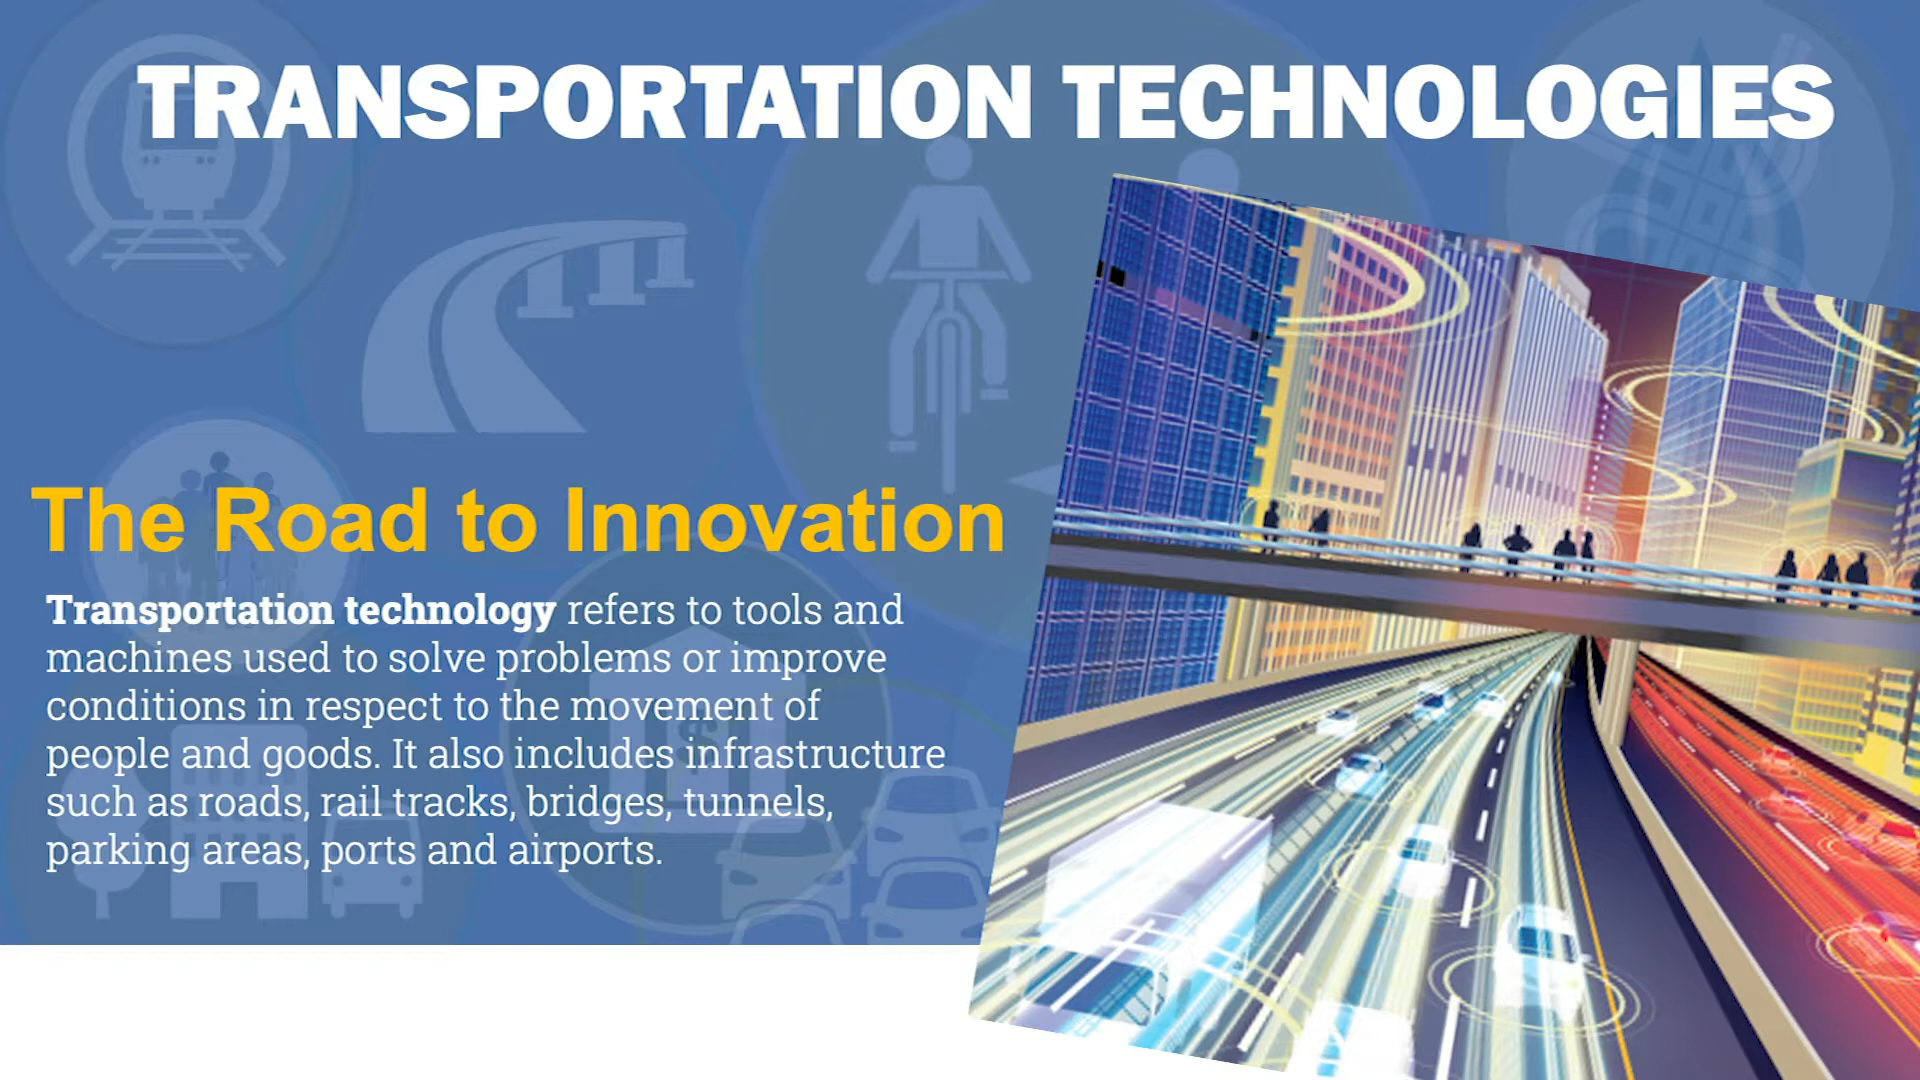 TRANSPORTATION TECHNOLOGIES
The Road to Innovation
Transportation technology refers to tools and
machines used to solve problems or improve
conditions in respect to the movement of
people and goods. It also includes infrastructure
such as roads, rail tracks, bridges, tunnels,
parking areas, ports and airports.
$